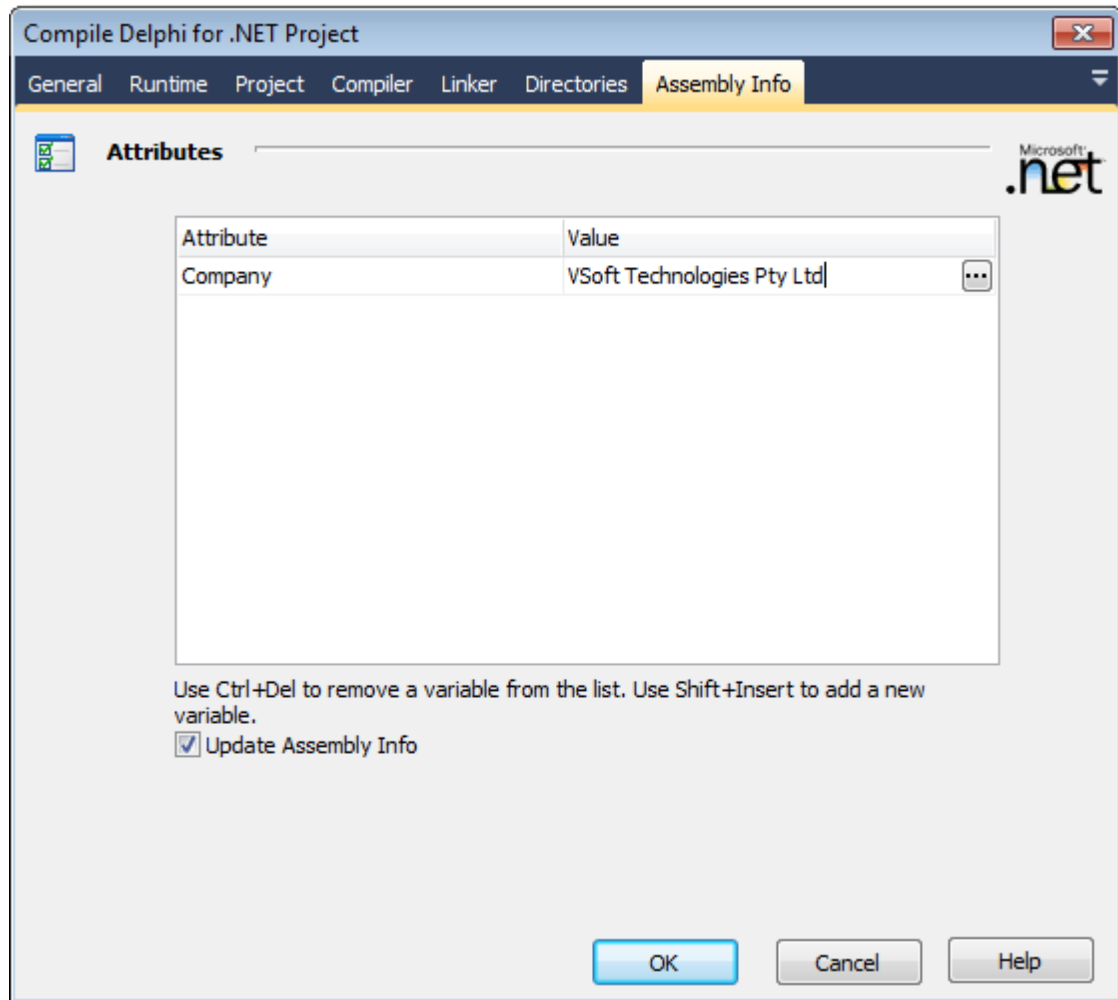 Compile Delphi for .NET Project
General Runtime Project Compiler Linker Directories Assembly Info
Attributes
Microsoft
.net
Attribute Value
Company VSoft Technologies Pty Ltd
Use Ctrl+Del to remove a variable from the list. Use Shift+Insert to add a new
variable.
Update Assembly Info
OK Cancel Help